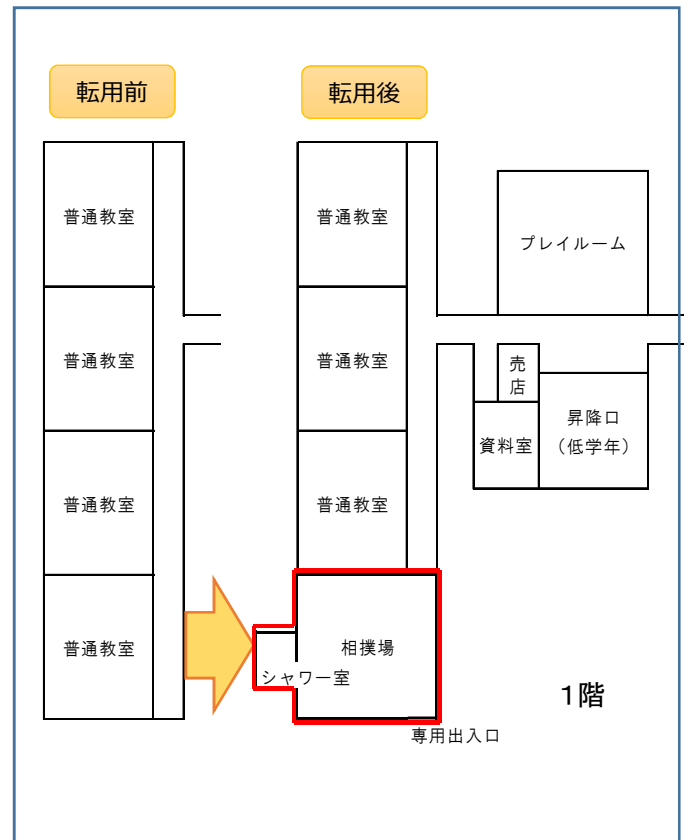 転用前
転用後
普通教室
普通教室
普通教室
普通教室
普通教室
普通教室
普通教室
プレイルーム
売
店
資料室
昇降口
（低学年）
相撲場
シャワー室
専用出入口
1階